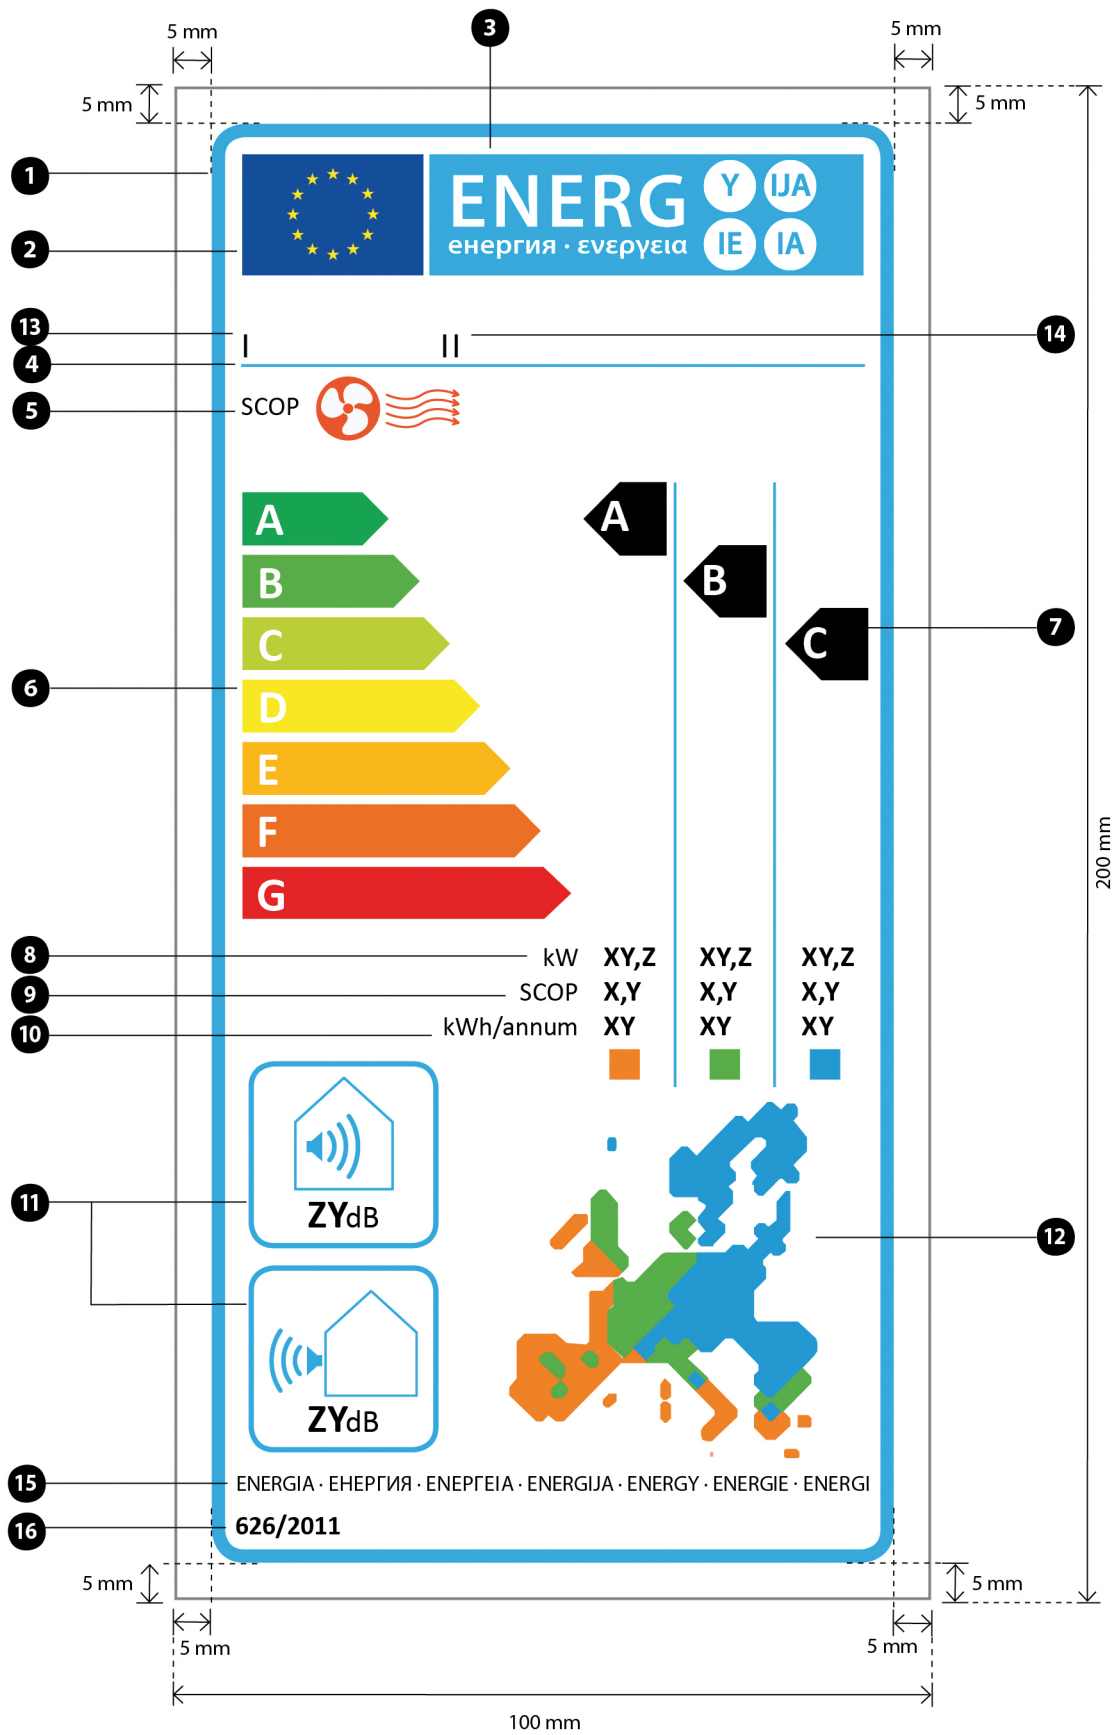 3
5 mm
5 mm
5 mm
5 mm
1
ENERG
Y IJA
IE IA
енергия · ενεργεια
2
13
I
II
14
4
5
SCOP
A
A
B
B
C
C
7
6
D
E
F
G
200 mm
8
kW XY,Z XY,Z XY,Z
9
SCOP X,Y X,Y X,Y
10
kWh/annum XY XY XY
11
ZYdB
12
ZYdB
15
ENERGIA · ЕНЕРГИЯ · ΕΝΕΡΓΕΙΑ · ENERGIJA · ENERGY · ENERGIE · ENERGI
16
626/2011
5 mm
5 mm
5 mm
5 mm
100 mm